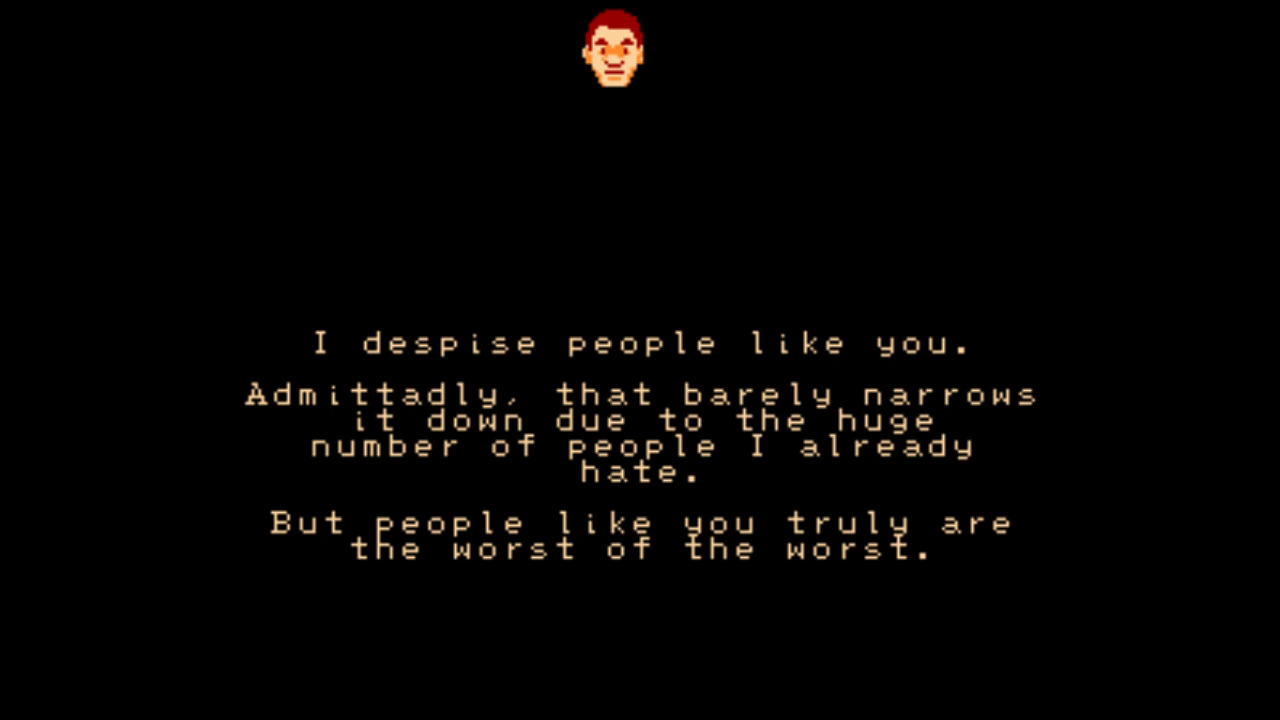 I despise people like you.
Admittadly, that barely narrows
it down due to the huge
number of people I already
hate.
But people like you truly are
the worst of the worst.